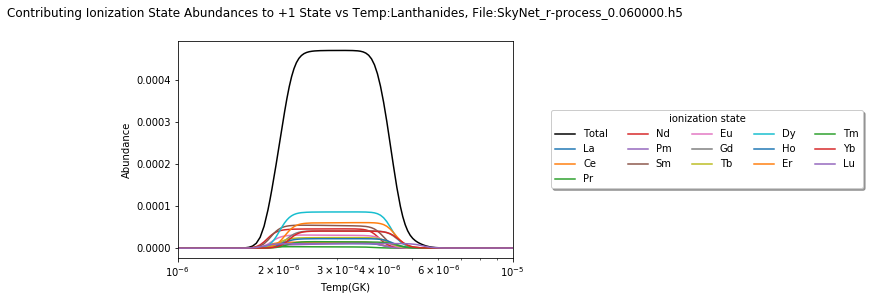 Contributing Ionization State Abundances to +1 State vs Temp:Lanthanides, File:SkyNet_r-process_0.060000.h5
Abundance
0.0004
0.0003
0.0002
0.0001
0.0000
10⁻⁶
2 × 10⁻⁶
3 × 10⁻⁶
4 × 10⁻⁶
6 × 10⁻⁶
10⁻⁵
Temp(GK)
ionization state
Total Nd Eu Dy Tm
La Pm Gd Ho Yb
Ce Sm Tb Er Lu
Pr